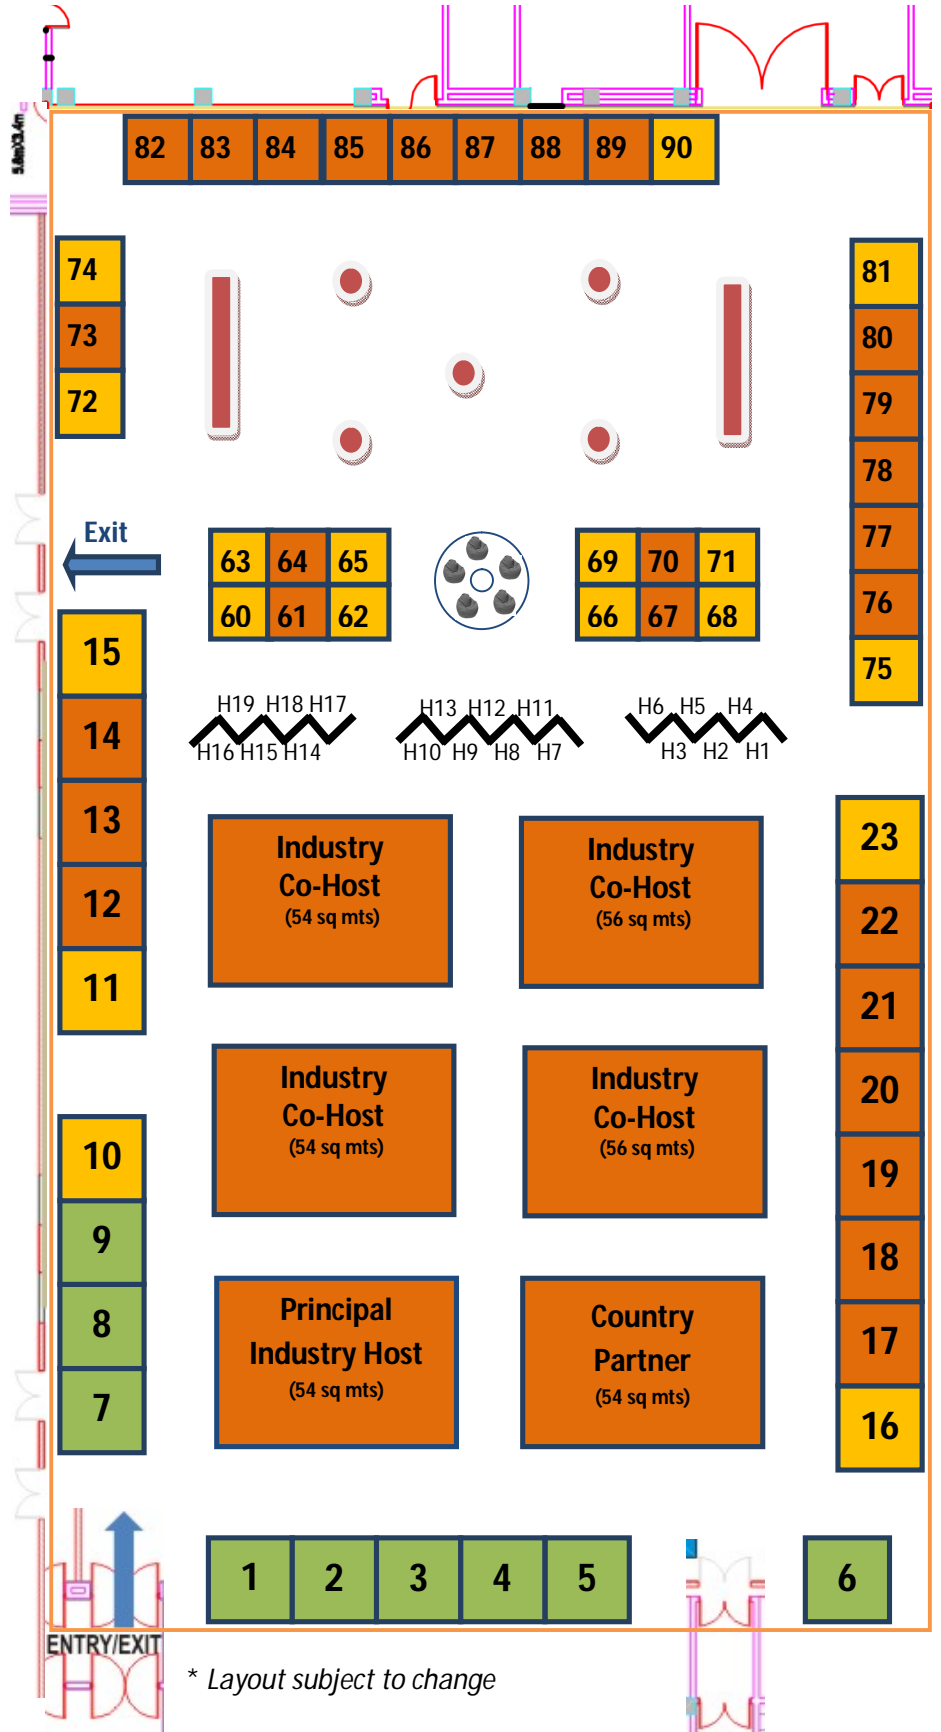 5.8mX3.4m
82 83 84 85 86 87 88 89 90
74
73
72
81
80
79
78
77
76
75
Exit
63 64 65
60 61 62
69 70 71
66 67 68
15
14
13
12
11
H19 H18 H17
H16 H15 H14
H13 H12 H11
H10 H9 H8 H7
H6 H5 H4
H3 H2 H1
Industry
Co-Host
(54 sq mts)
Industry
Co-Host
(56 sq mts)
23
22
21
20
19
18
17
16
Industry
Co-Host
(54 sq mts)
Industry
Co-Host
(56 sq mts)
10
9
8
7
Principal
Industry Host
(54 sq mts)
Country
Partner
(54 sq mts)
1 2 3 4 5
6
ENTRY/EXIT
* Layout subject to change